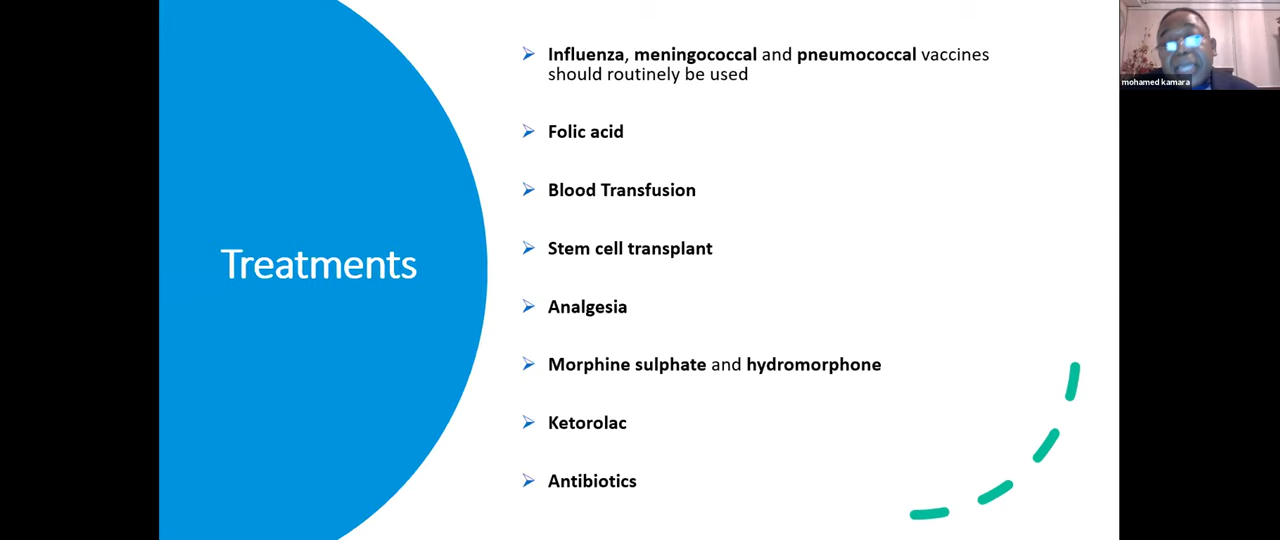 Treatments
Influenza, meningococcal and pneumococcal vaccines
should routinely be used
Folic acid
Blood Transfusion
Stem cell transplant
Analgesia
Morphine sulphate and hydromorphone
Ketorolac
Antibiotics
mohamed kamara